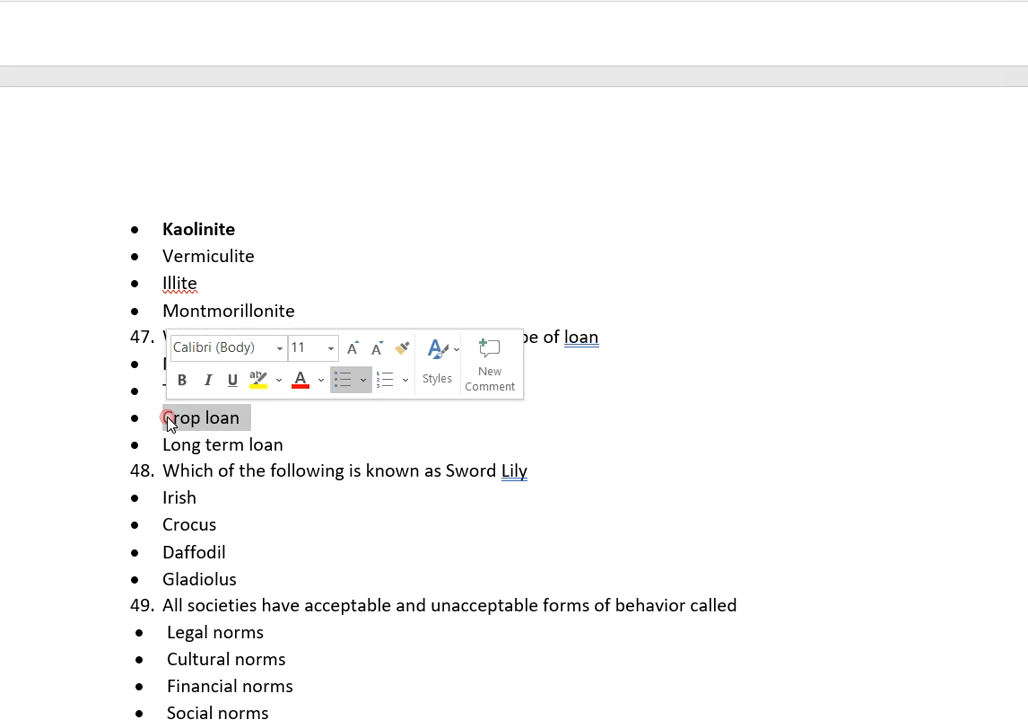 Kaolinite
Vermiculite
Illite
Montmorillonite
47. of loan
Calibri (Body) 11
B I U ab A Styles New Comment
Crop loan
Long term loan
48. Which of the following is known as Sword Lily
Irish
Crocus
Daffodil
Gladiolus
49. All societies have acceptable and unacceptable forms of behavior called
Legal norms
Cultural norms
Financial norms
Social norms